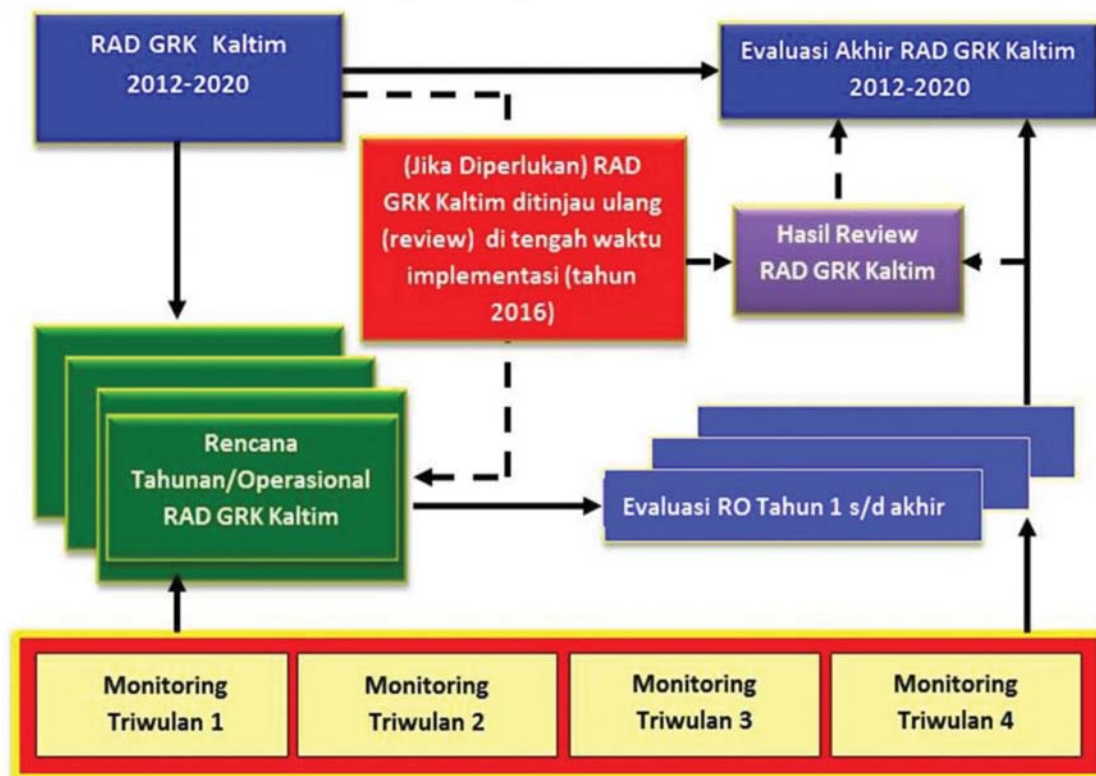 RAD GRK Kaltim
2012-2020
Evaluasi Akhir RAD GRK Kaltim
2012-2020
(Jika Diperlukan) RAD
GRK Kaltim ditinjau ulang
(review) di tengah waktu
implementasi (tahun
2016)
Hasil Review
RAD GRK Kaltim
Rencana
Tahunan/Operasional
RAD GRK Kaltim
Evaluasi RO Tahun 1 s/d akhir
Monitoring
Triwulan 1
Monitoring
Triwulan 2
Monitoring
Triwulan 3
Monitoring
Triwulan 4